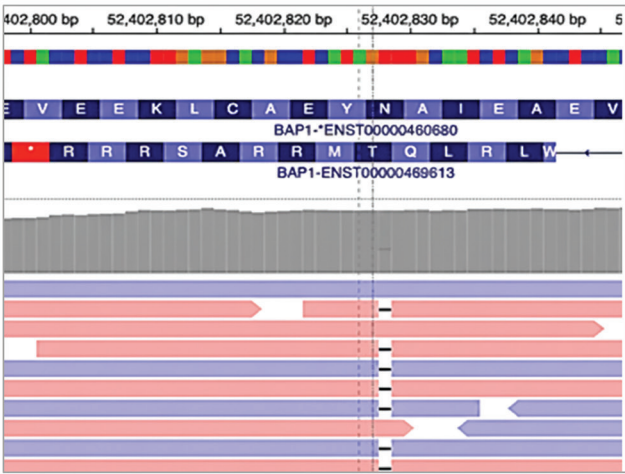 402,800 bp 52,402,810 bp 52,402,820 bp 52,402,830 bp 52,402,840 bp 5
E V E E K L C A E Y N A I E A E V
BAP1-*ENST00000460680
* R R R S A R R M T Q L R L W
BAP1-ENST00000469613